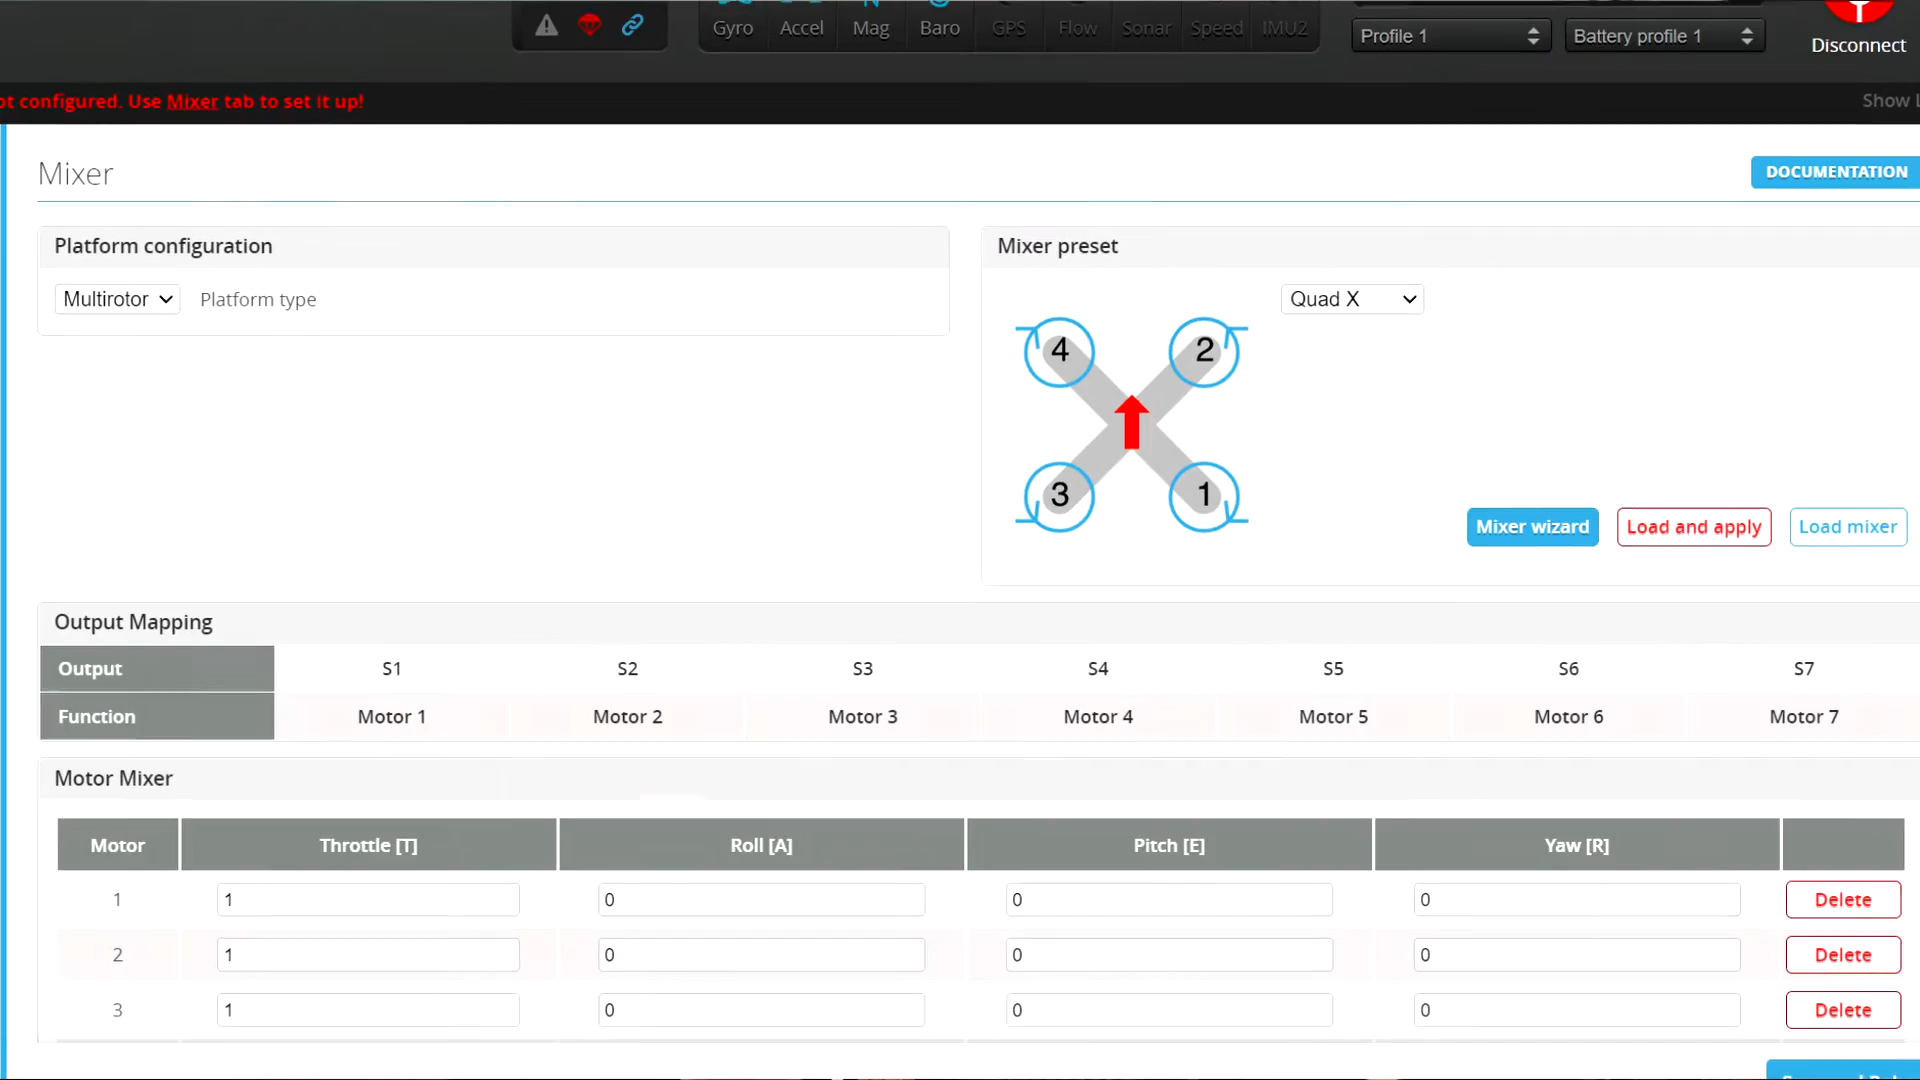 Gyro Accel Mag Baro GPS Flow Sonar Speed IMU2
Profile 1 Battery profile 1
Disconnect
configured. Use Mixer tab to set it up!
Show
Mixer
DOCUMENTATION
Platform configuration
Multirotor Platform type
Mixer preset
Quad X
4 2
3 1
Mixer wizard Load and apply Load mixer
Output Mapping
Output S1 S2 S3 S4 S5 S6 S7
Function Motor 1 Motor 2 Motor 3 Motor 4 Motor 5 Motor 6 Motor 7
Motor Mixer
Motor Throttle [T] Roll [A] Pitch [E] Yaw [R]
1 1 0 0 0 Delete
2 1 0 0 0 Delete
3 1 0 0 0 Delete